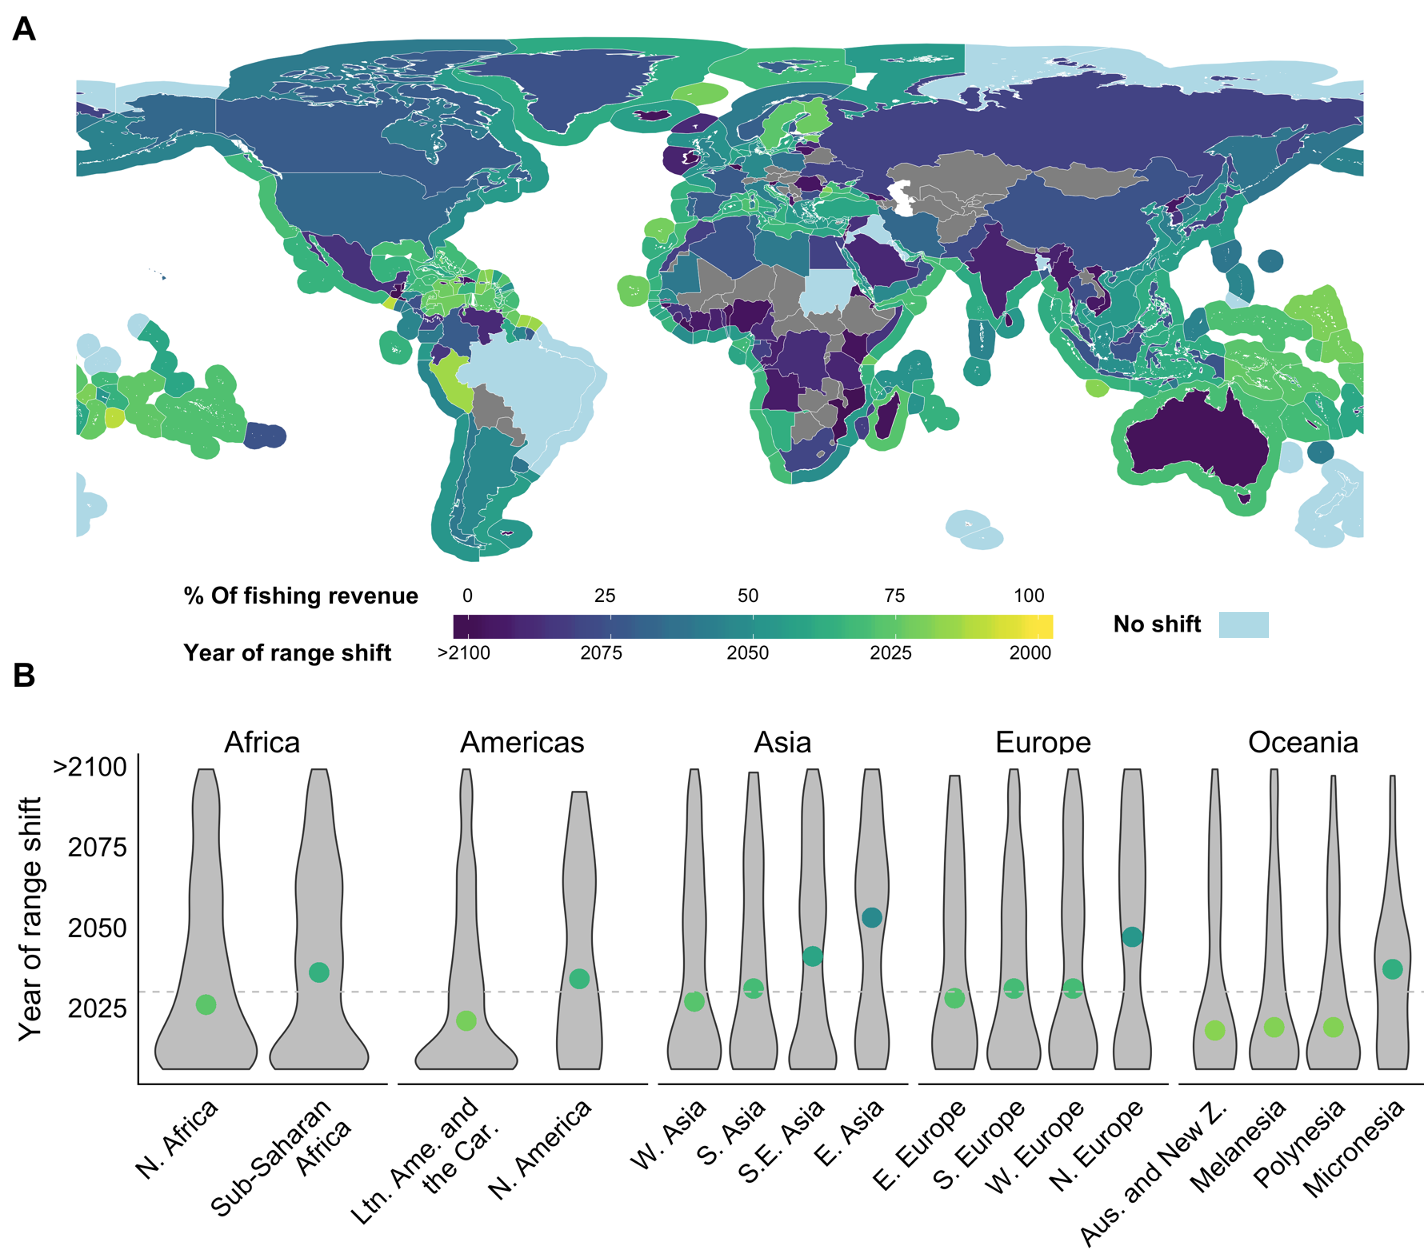 A
% Of fishing revenue 0 25 50 75 100
No shift
Year of range shift >2100 2075 2050 2025 2000
B
Africa Americas Asia Europe Oceania
Year of range shift
>2100
2075
2050
2025
N. Africa
Sub-Saharan
Africa
Ltn. Ame. and
the Car.
N. America
W. Asia
S. Asia
S.E. Asia
E. Asia
E. Europe
S. Europe
W. Europe
N. Europe
Aus. and New Z.
Melanesia
Polynesia
Micronesia